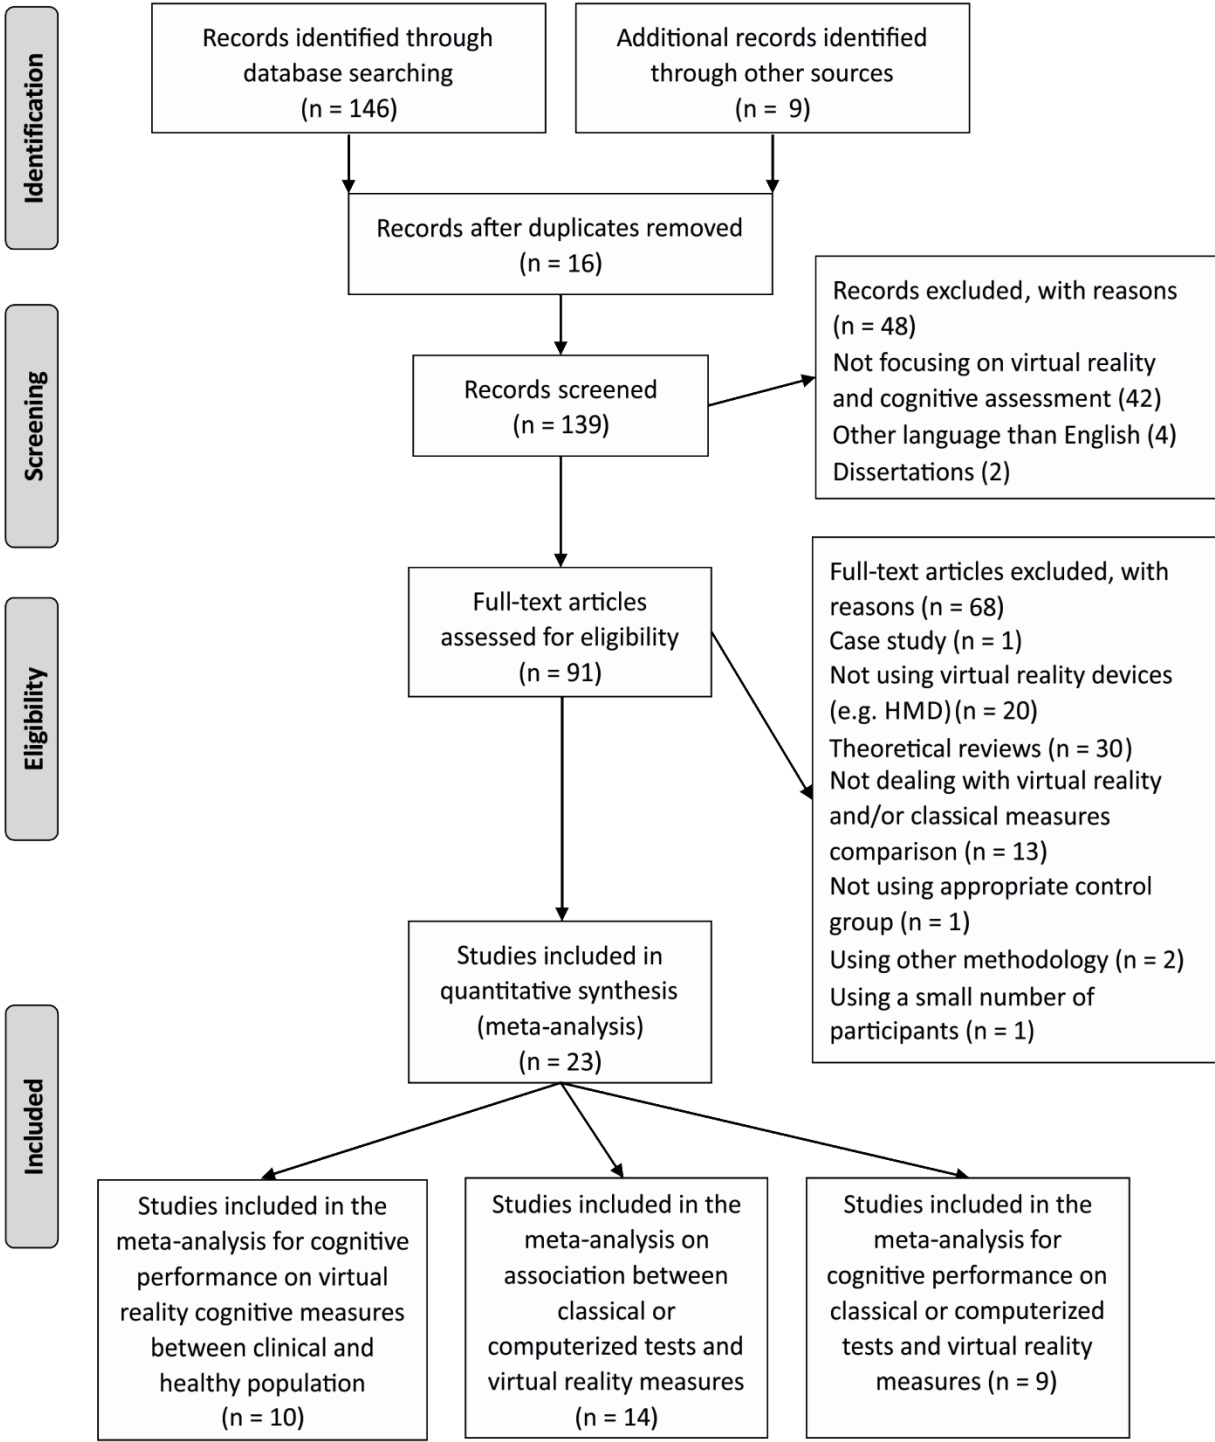 Identification
Records identified through
database searching
(n = 146)
Additional records identified
through other sources
(n = 9)
Records after duplicates removed
(n = 16)
Screening
Records screened
(n = 139)
Records excluded, with reasons
(n = 48)
Not focusing on virtual reality
and cognitive assessment (42)
Other language than English (4)
Dissertations (2)
Eligibility
Full-text articles
assessed for eligibility
(n = 91)
Full-text articles excluded, with
reasons (n = 68)
Case study (n = 1)
Not using virtual reality devices
(e.g. HMD) (n = 20)
Theoretical reviews (n = 30)
Not dealing with virtual reality
and/or classical measures
comparison (n = 13)
Not using appropriate control
group (n = 1)
Using other methodology (n = 2)
Using a small number of
participants (n = 1)
Included
Studies included in
quantitative synthesis
(meta-analysis)
(n = 23)
Studies included in the
meta-analysis for cognitive
performance on virtual
reality cognitive measures
between clinical and
healthy population
(n = 10)
Studies included in the
meta-analysis on
association between
classical or
computerized tests and
virtual reality measures
(n = 14)
Studies included in the
meta-analysis for
cognitive performance on
classical or computerized
tests and virtual reality
measures (n = 9)